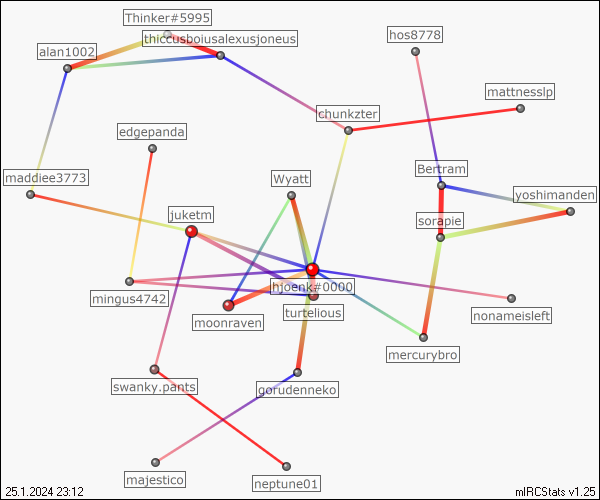 Thinker#5995
hos8778
thiccusboiusalexusjoneus
alan1002
mattnesslp
chunkzter
edgepanda
Bertram
maddiee3773
Wyatt
yoshimanden
juketm
sorapie
hjoenk#0000
mingus4742
turtelious
nonameisleft
moonraven
mercurybro
swanky.pants
gorudenneko
majestico
neptune01
25.1.2024 23:12
mIRCStats v1.25